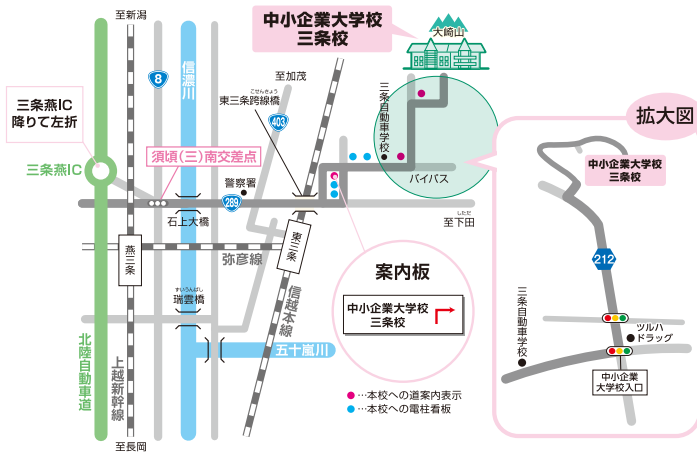 至新潟
中小企業大学校
三条校
大崎山
8
信濃川
至加茂
こせんきょう
東三条跨線橋
403
三条自動車学校
拡大図
三条燕IC
降りて左折
三条燕IC
須頃(三)南交差点
警察署
289
石上大橋
バイパス
しただ
至下田
中小企業大学校
三条校
212
燕三条
弥彦線
東三条
案内板
中小企業大学校
三条校
すいうんばし
瑞雲橋
信越本線
三条自動車学校
ツルハ
ドラッグ
中小企業
大学校入口
北陸自動車道
上越新幹線
五十嵐川
…本校への道案内表示
…本校への電柱看板
至長岡